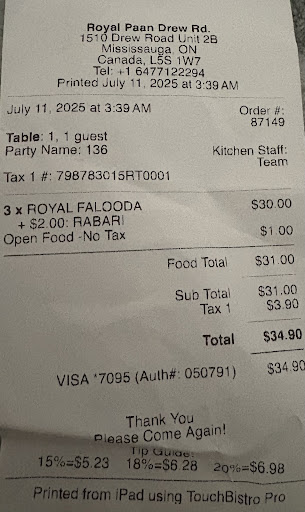 Royal Paan Drew Rd.
1510 Drew Road Unit 2B
Mississauga, ON
Canada, L5S 1W7
Tel: +1 6477122294
Printed July 11, 2025 at 3:39 AM
July 11, 2025 at 3:39 AM Order #:
87149
Table: 1, 1 guest
Party Name: 136 Kitchen Staff:
Team
Tax 1 #: 798783015RT0001
3 x ROYAL FALOODA $30.00
+ $2.00: RABARI
Open Food -No Tax $1.00
Food Total $31.00
Sub Total $31.00
Tax 1 $3.90
Total $34.90
VISA *7095 (Auth#: 050791) $34.90
Thank You
Please Come Again!
Tip Guide:
15%=$5.23 18%=$6.28 20%=$6.98
Printed from iPad using TouchBistro Pro